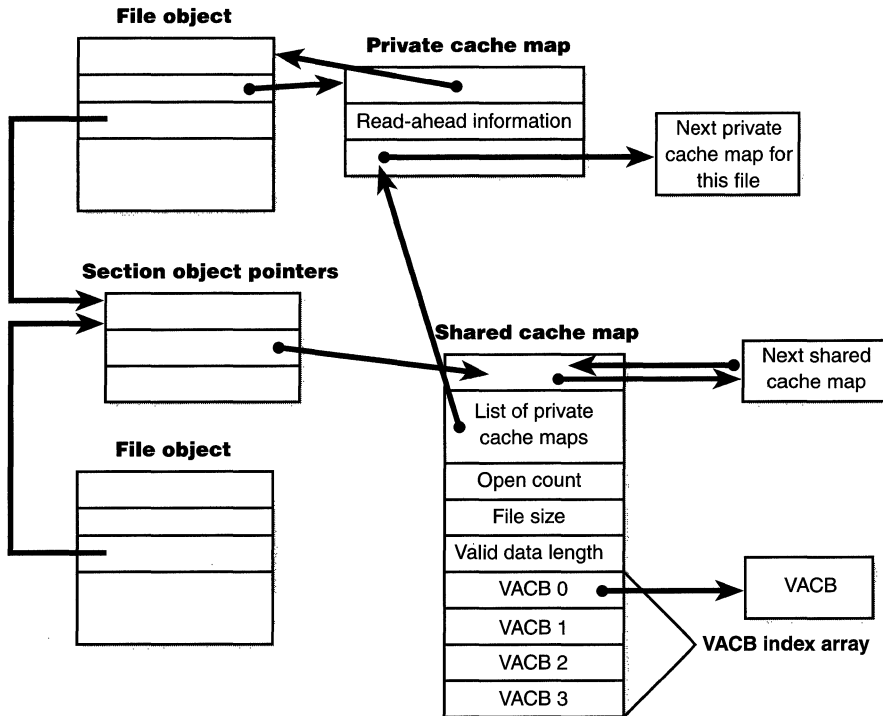 File object
Private cache map
Read-ahead information
Next private
cache map for
this file
Section object pointers
Shared cache map
Next shared
cache map
List of private
cache maps
File object
Open count
File size
Valid data length
VACB 0
VACB
VACB 1
VACB index array
VACB 2
VACB 3